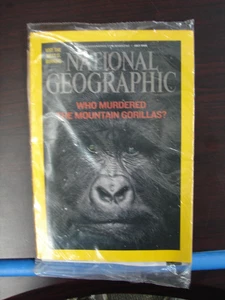 NATIONAL
GEOGRAPHIC
WHO MURDERED
THE MOUNTAIN GORILLAS?